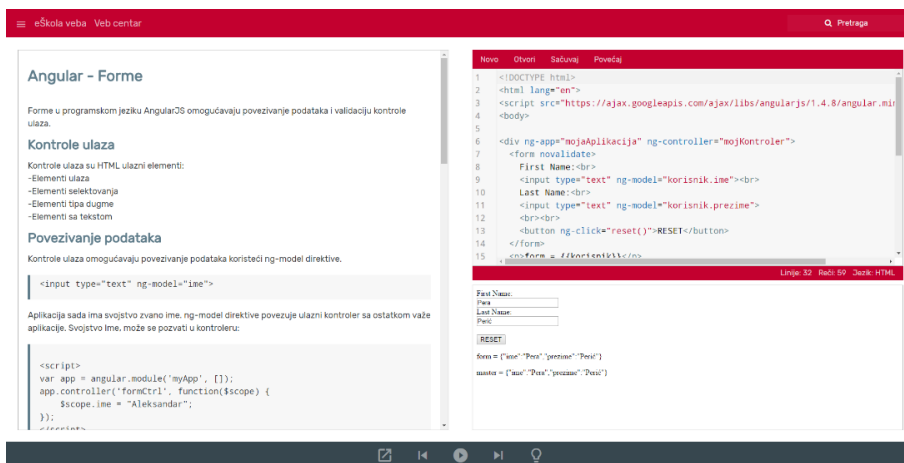 eŠkola veba Veb centar
Pretraga
Angular - Forme
Forme u programskom jeziku AngularJS omogućavaju povezivanje podataka i validaciju kontrole
ulaza.
Kontrole ulaza
Kontrole ulaza su HTML ulazni elementi:
-Elementi ulaza
-Elementi selektovanja
-Elementi tipa dugme
-Elementi sa tekstom
Povezivanje podataka
Kontrole ulaza omogućavaju povezivanje podataka koristeći ng-model direktive.
<input type="text" ng-model="ime">
Aplikacija sada ima svojstvo zvano ime. ng-model direktive povezuje ulazni kontroler sa ostatkom vaše
aplikacije. Svojstvo Ime, može se pozvati u kontroleru:
<script>
var app = angular.module('myApp', []);
app.controller('formCtrl', function($scope) {
$scope.ime = "Aleksandar";
});
</script>
Novo Otvori Sačuvaj Povećaj
1 <!DOCTYPE html>
2 <html lang="en">
3 <script src="https://ajax.googleapis.com/ajax/libs/angularjs/1.4.8/angular.mi
4 <body>
5
6 <div ng-app="mojaAplikacija" ng-controller="mojKontroler">
7 <form novalidate>
8 First Name:<br>
9 <input type="text" ng-model="korisnik.ime"><br>
10 Last Name:<br>
11 <input type="text" ng-model="korisnik.prezime">
12 <br><br>
13 <button ng-click="reset()">RESET</button>
14 </form>
15 <p>form = {{korisnik}}</p>
Linije: 32 Reči: 59 Jezik: HTML
First Name:
Pera
Last Name:
Perić
RESET
form = {"ime":"Pera","prezime":"Perić"}
master = {"ime":"Pera","prezime":"Perić"}